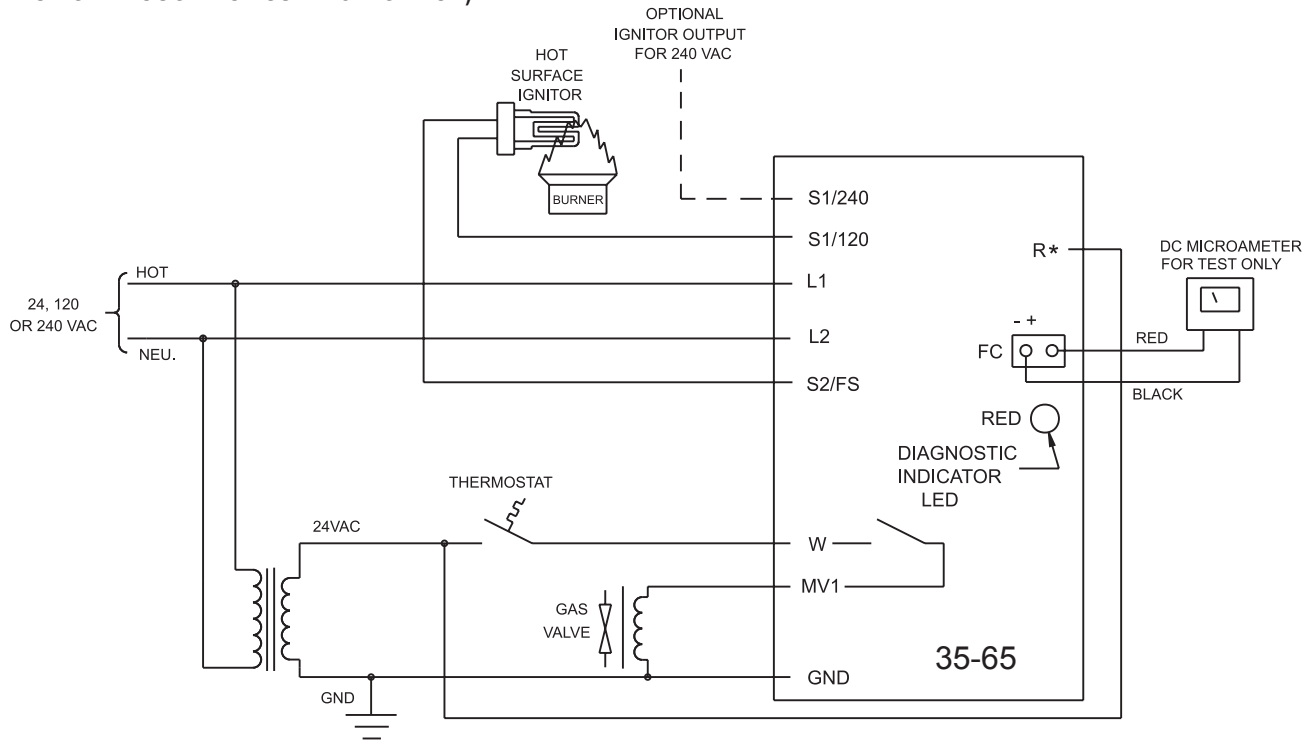 OPTIONAL
IGNITOR OUTPUT
FOR 240 VAC
HOT
SURFACE
IGNITOR
BURNER
S1/240
S1/120
R*
DC MICROAMETER
FOR TEST ONLY
HOT
L1
24, 120
OR 240 VAC
- +
L2
RED
NEU.
FC
S2/FS
BLACK
RED
DIAGNOSTIC
INDICATOR
LED
THERMOSTAT
24VAC
W
MV1
GAS
VALVE
35-65
GND
GND